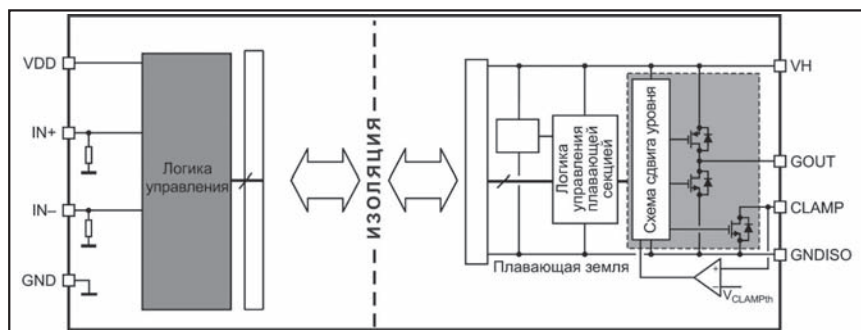 VDD
IN+
IN–
GND
Логика
управления
ИЗОЛЯЦИЯ
Логика
управления
плавающей
секцией
Схема сдвига уровня
Плавающая земля
+
–
VCLAMPth
VH
GOUT
CLAMP
GNDISO